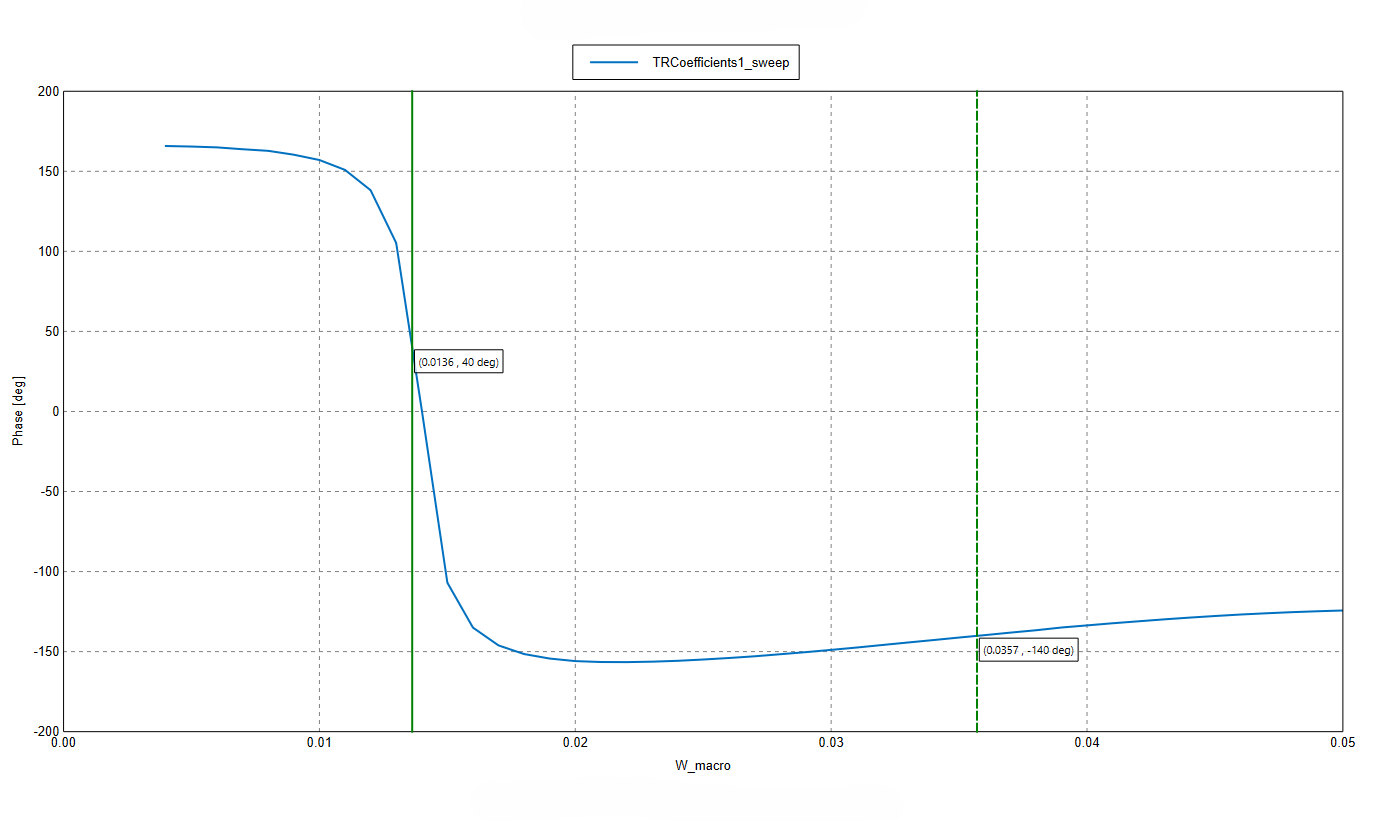 TRCoefficients1_sweep
200
150
100
50
0
-50
-100
-150
-200
Phase [deg]
(0.0136 , 40 deg)
(0.0357 , -140 deg)
0.00 0.01 0.02 0.03 0.04 0.05
W_macro